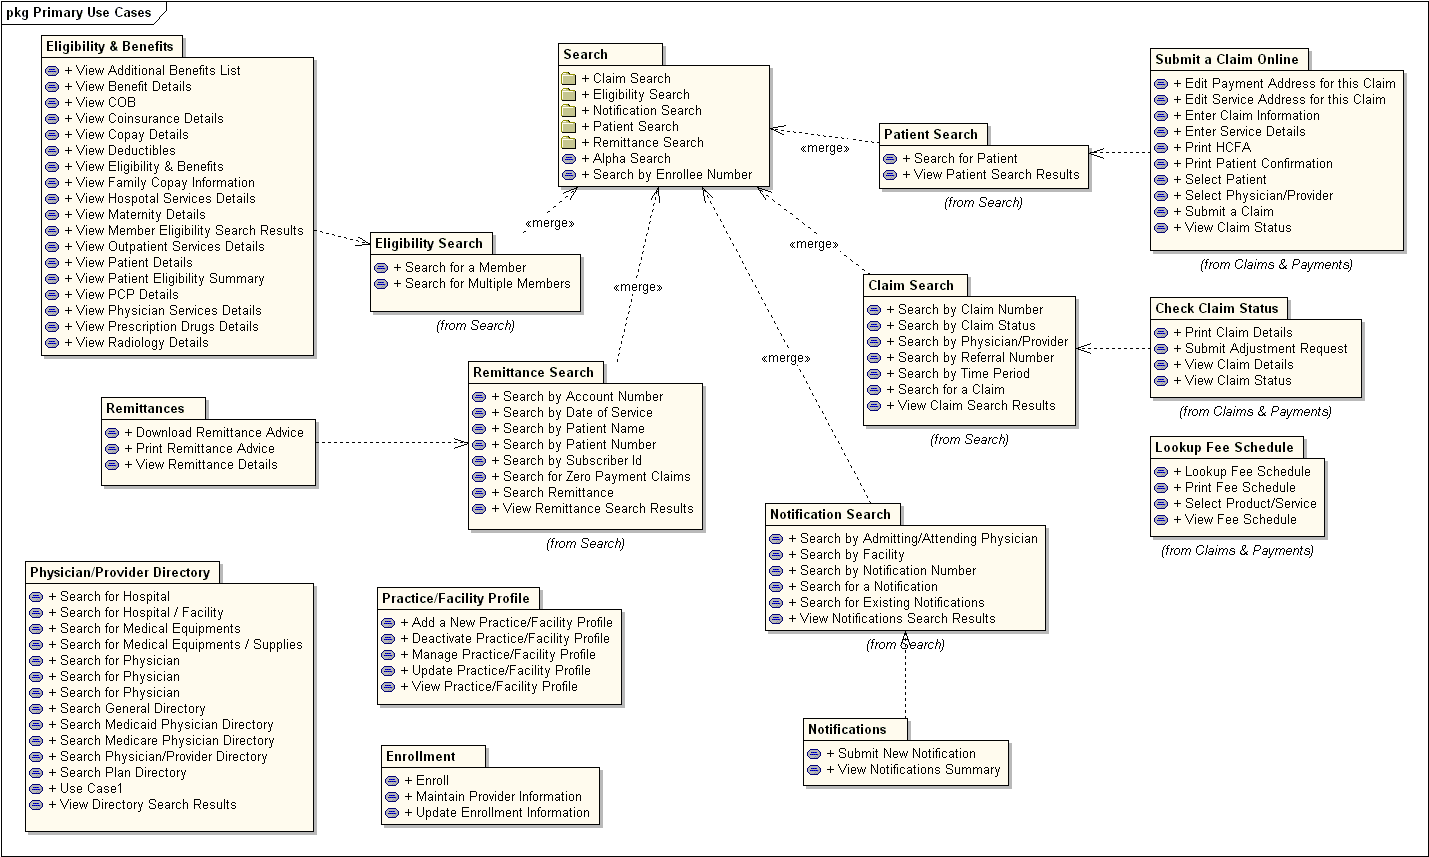 pkg Primary Use Cases
Eligibility & Benefits
+ View Additional Benefits List
+ View Benefit Details
+ View COB
+ View Coinsurance Details
+ View Copay Details
+ View Deductibles
+ View Eligibility & Benefits
+ View Family Copay Information
+ View Hospotal Services Details
+ View Maternity Details
+ View Member Eligibility Search Results
+ View Outpatient Services Details
+ View Patient Details
+ View Patient Eligibility Summary
+ View PCP Details
+ View Physician Services Details
+ View Prescription Drugs Details
+ View Radiology Details
Search
+ Claim Search
+ Eligibility Search
+ Notification Search
+ Patient Search
+ Remittance Search
+ Alpha Search
+ Search by Enrollee Number
«merge»
Patient Search
+ Search for Patient
+ View Patient Search Results
(from Search)
Submit a Claim Online
+ Edit Payment Address for this Claim
+ Edit Service Address for this Claim
+ Enter Claim Information
+ Enter Service Details
+ Print HCFA
+ Print Patient Confirmation
+ Select Patient
+ Select Physician/Provider
+ Submit a Claim
+ View Claim Status
(from Claims & Payments)
«merge»
Eligibility Search
+ Search for a Member
+ Search for Multiple Members
(from Search)
«merge»
«merge»
Claim Search
+ Search by Claim Number
+ Search by Claim Status
+ Search by Physician/Provider
+ Search by Referral Number
+ Search by Time Period
+ Search for a Claim
+ View Claim Search Results
(from Search)
Check Claim Status
+ Print Claim Details
+ Submit Adjustment Request
+ View Claim Details
+ View Claim Status
(from Claims & Payments)
«merge»
Remittance Search
+ Search by Account Number
+ Search by Date of Service
+ Search by Patient Name
+ Search by Patient Number
+ Search by Subscriber Id
+ Search for Zero Payment Claims
+ Search Remittance
+ View Remittance Search Results
(from Search)
Remittances
+ Download Remittance Advice
+ Print Remittance Advice
+ View Remittance Details
Lookup Fee Schedule
+ Lookup Fee Schedule
+ Print Fee Schedule
+ Select Product/Service
+ View Fee Schedule
(from Claims & Payments)
Notification Search
+ Search by Admitting/Attending Physician
+ Search by Facility
+ Search by Notification Number
+ Search for a Notification
+ Search for Existing Notifications
+ View Notifications Search Results
(from Search)
Physician/Provider Directory
+ Search for Hospital
+ Search for Hospital / Facility
+ Search for Medical Equipments
+ Search for Medical Equipments / Supplies
+ Search for Physician
+ Search for Physician
+ Search for Physician
+ Search General Directory
+ Search Medicaid Physician Directory
+ Search Medicare Physician Directory
+ Search Physician/Provider Directory
+ Search Plan Directory
+ Use Case1
+ View Directory Search Results
Practice/Facility Profile
+ Add a New Practice/Facility Profile
+ Deactivate Practice/Facility Profile
+ Manage Practice/Facility Profile
+ Update Practice/Facility Profile
+ View Practice/Facility Profile
Notifications
+ Submit New Notification
+ View Notifications Summary
Enrollment
+ Enroll
+ Maintain Provider Information
+ Update Enrollment Information